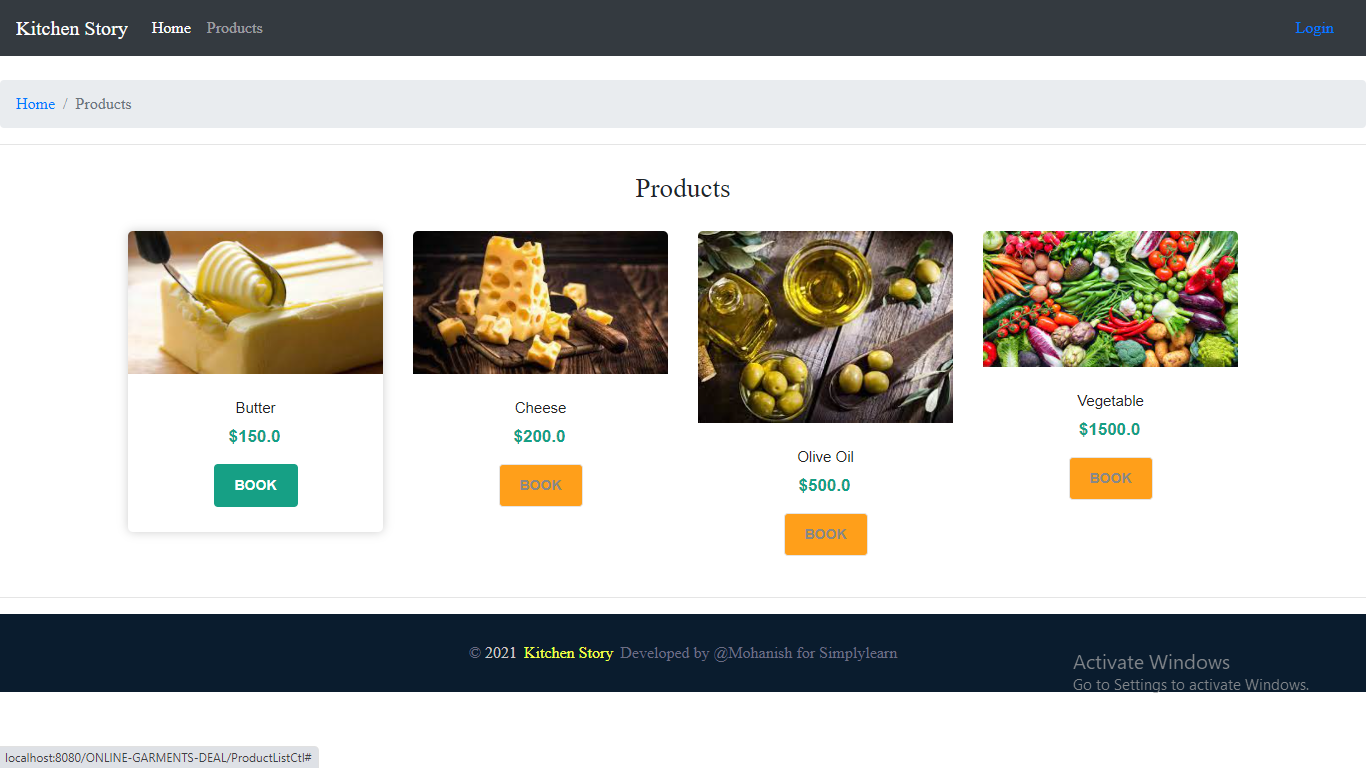 Kitchen Story Home Products Login
Home / Products
Products
Butter
$150.0
BOOK
Cheese
$200.0
BOOK
Olive Oil
$500.0
BOOK
Vegetable
$1500.0
BOOK
© 2021 Kitchen Story Developed by @Mohanish for Simplylearn
Activate Windows
Go to Settings to activate Windows.
localhost:8080/ONLINE-GARMENTS-DEAL/ProductListCtl#